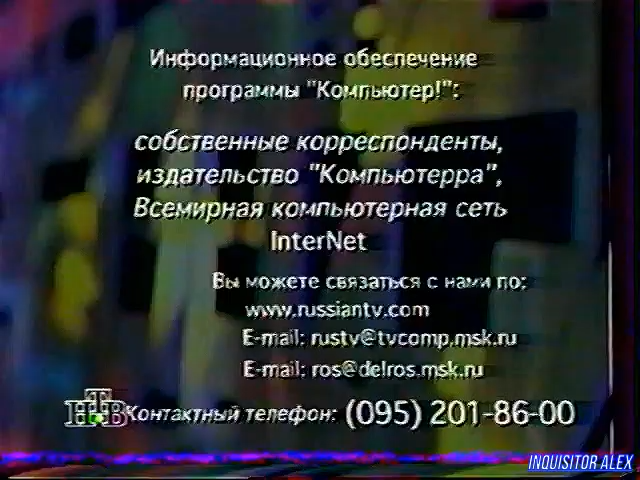 Информационное обеспечение
программы "Компьютер!":
собственные корреспонденты,
издательство "Компьютерра",
Всемирная компьютерная сеть
InterNet
Вы можете связаться с нами по:
www.russiantv.com
E-mail: rustv@tvcomp.msk.ru
E-mail: ros@delros.msk.ru
НТВ
Контактный телефон: (095) 201-86-00
INQUISITOR ALEX